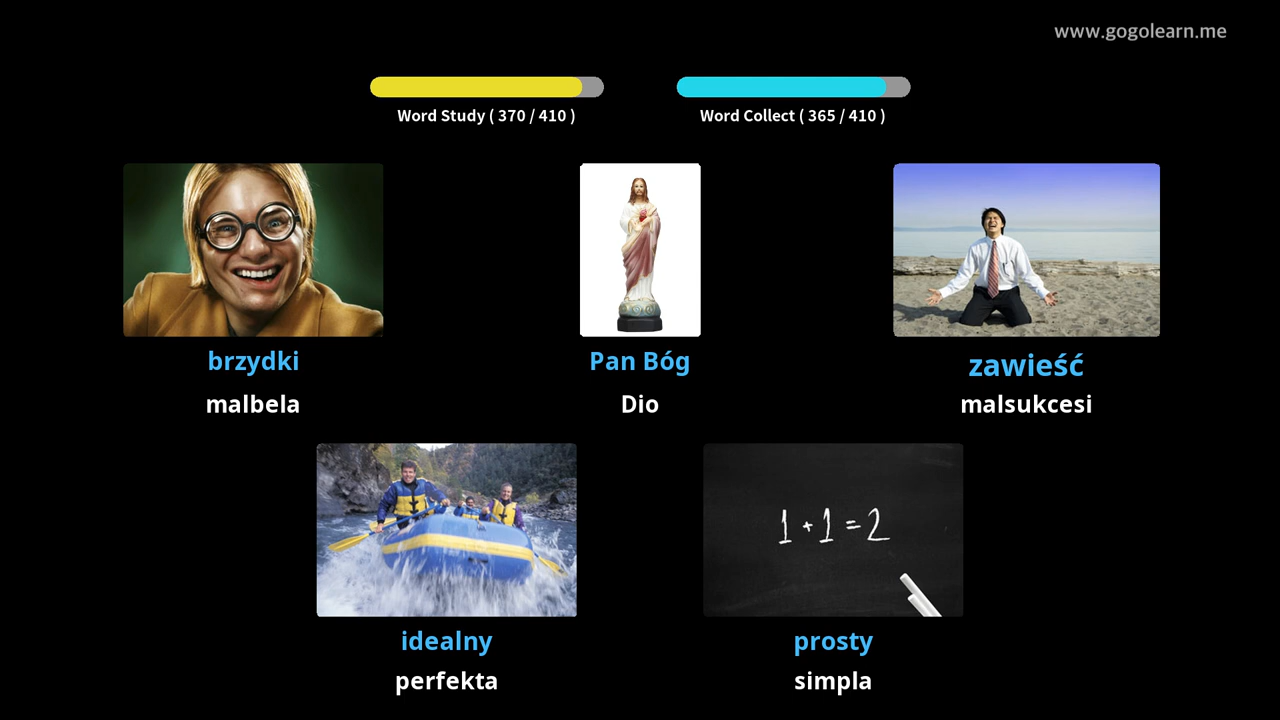 www.gogolearn.me
Word Study ( 370 / 410 )
Word Collect ( 365 / 410 )
brzydki
malbela
Pan Bóg
Dio
zawieść
malsukcesi
1 + 1 = 2
idealny
perfekta
prosty
simpla